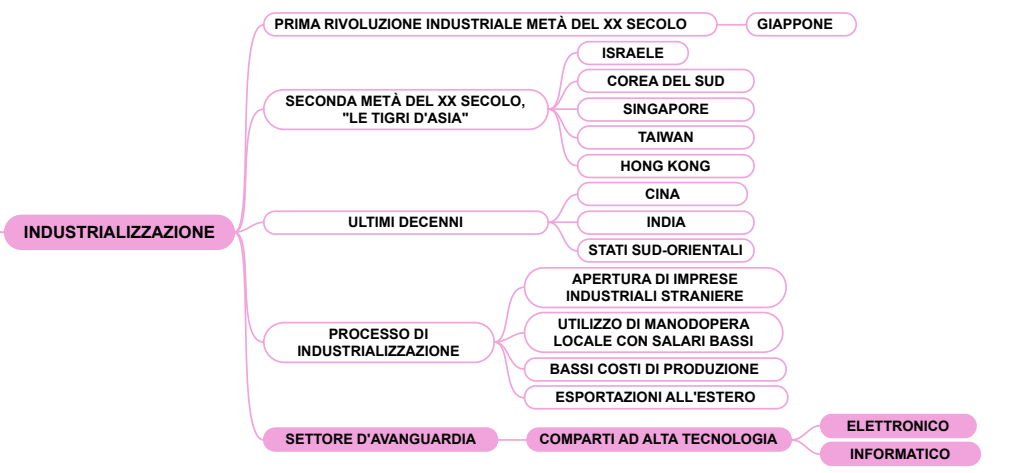 PRIMA RIVOLUZIONE INDUSTRIALE METÀ DEL XX SECOLO
GIAPPONE
ISRAELE
COREA DEL SUD
SECONDA METÀ DEL XX SECOLO,
"LE TIGRI D'ASIA"
SINGAPORE
TAIWAN
HONG KONG
CINA
INDUSTRIALIZZAZIONE
ULTIMI DECENNI
INDIA
STATI SUD-ORIENTALI
APERTURA DI IMPRESE
INDUSTRIALI STRANIERE
PROCESSO DI
INDUSTRIALIZZAZIONE
UTILIZZO DI MANODOPERA
LOCALE CON SALARI BASSI
BASSI COSTI DI PRODUZIONE
ESPORTAZIONI ALL'ESTERO
SETTORE D'AVANGUARDIA
COMPARTI AD ALTA TECNOLOGIA
ELETTRONICO
INFORMATICO